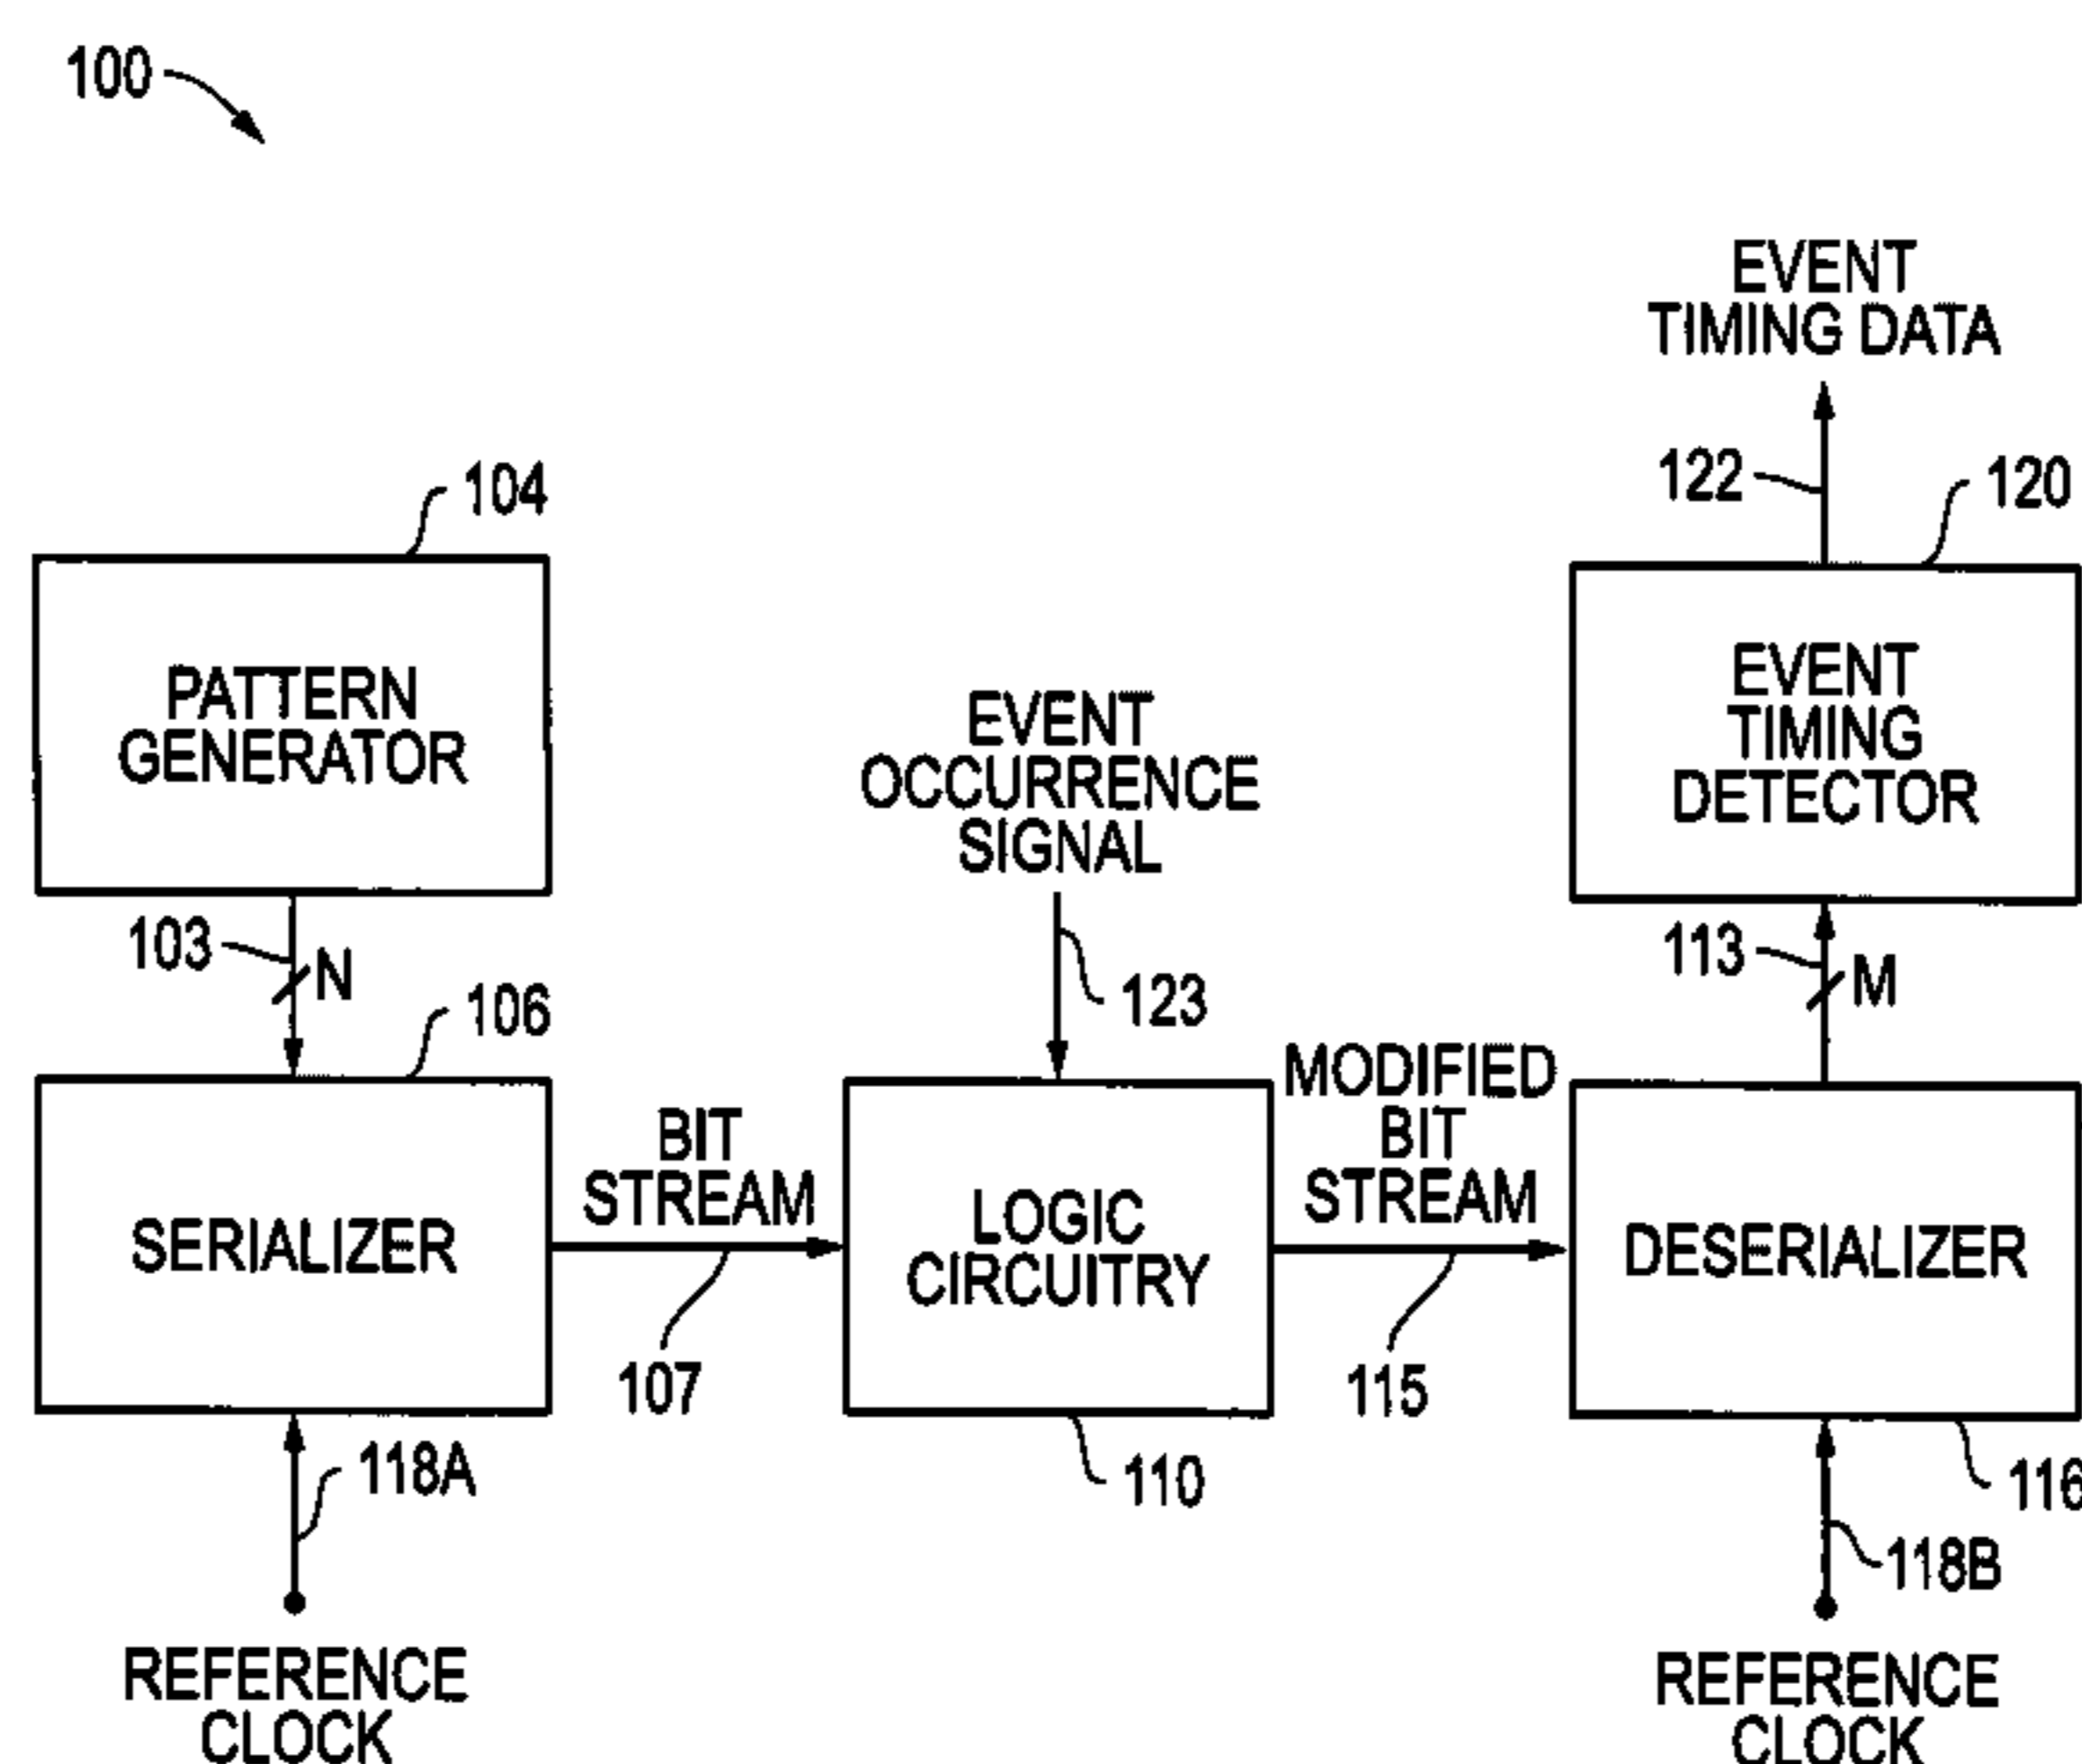 100
EVENT
TIMING DATA
122
120
104
PATTERN
GENERATOR
EVENT
OCCURRENCE
SIGNAL
EVENT
TIMING
DETECTOR
103
N
123
113
M
106
SERIALIZER
BIT
STREAM
107
LOGIC
CIRCUITRY
110
MODIFIED
BIT
STREAM
115
DESERIALIZER
116
118A
118B
REFERENCE
CLOCK
REFERENCE
CLOCK